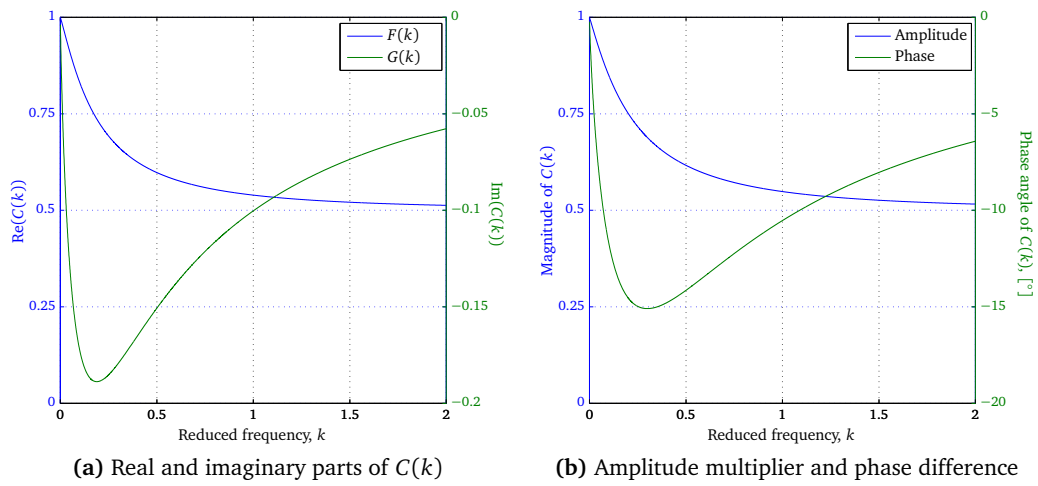 1
0.75
0.5
0.25
0
0
0.5
1
1.5
2
0
−0.05
−0.1
−0.15
−0.2
Re(C(k))
Im(C(k))
Reduced frequency, k
F(k)
G(k)
(a) Real and imaginary parts of C(k)
1
0.75
0.5
0.25
0
0
0.5
1
1.5
2
0
−5
−10
−15
−20
Magnitude of C(k)
Phase angle of C(k), [°]
Reduced frequency, k
Amplitude
Phase
(b) Amplitude multiplier and phase difference